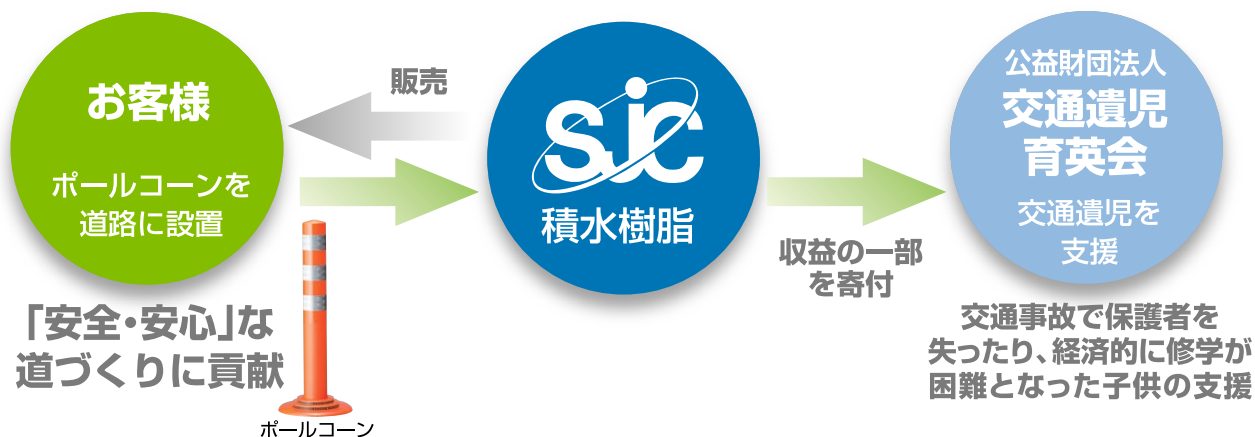 お客様
ポールコーンを
道路に設置
「安全・安心」な
道づくりに貢献
ポールコーン
販売
SJC
積水樹脂
収益の一部
を寄付
公益財団法人
交通遺児
育英会
交通遺児を
支援
交通事故で保護者を
失ったり、経済的に修学が
困難となった子供の支援